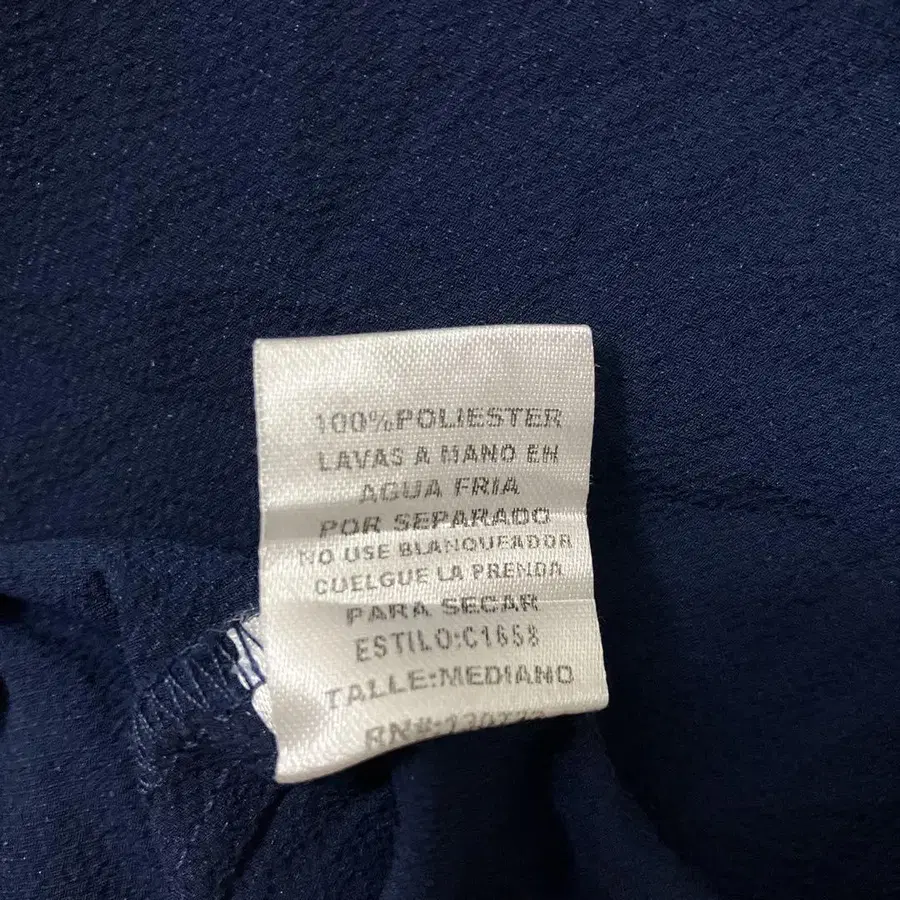 100%POLIESTER
LAVAS A MANO EN
AGUA FRIA
POR SEPARADO
NO USE BLANQUEADOR
CUELGUE LA PRENDA
PARA SECAR
ESTILO:C1658
TALLE:MEDIANO
RN#: